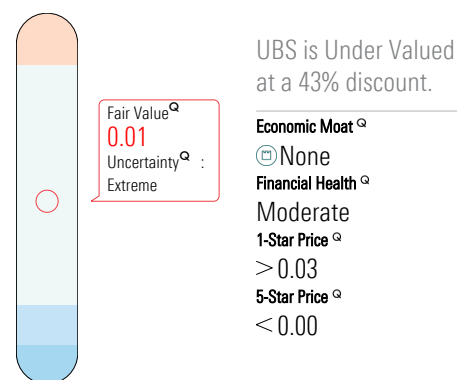 UBS is Under Valued
at a 43% discount.
Fair Value Q
0.01
Uncertainty Q :
Extreme
Economic Moat Q
None
Financial Health Q
Moderate
1-Star Price Q
>0.03
5-Star Price Q
<0.00